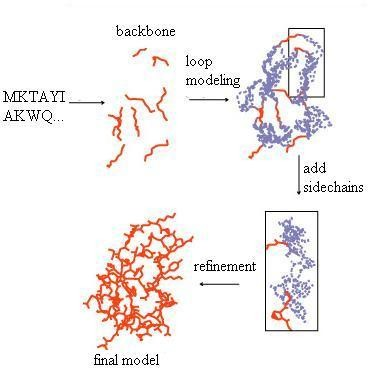 backbone
MKTAYI
AKWQ...
loop
modeling
add
sidechains
refinement
final model